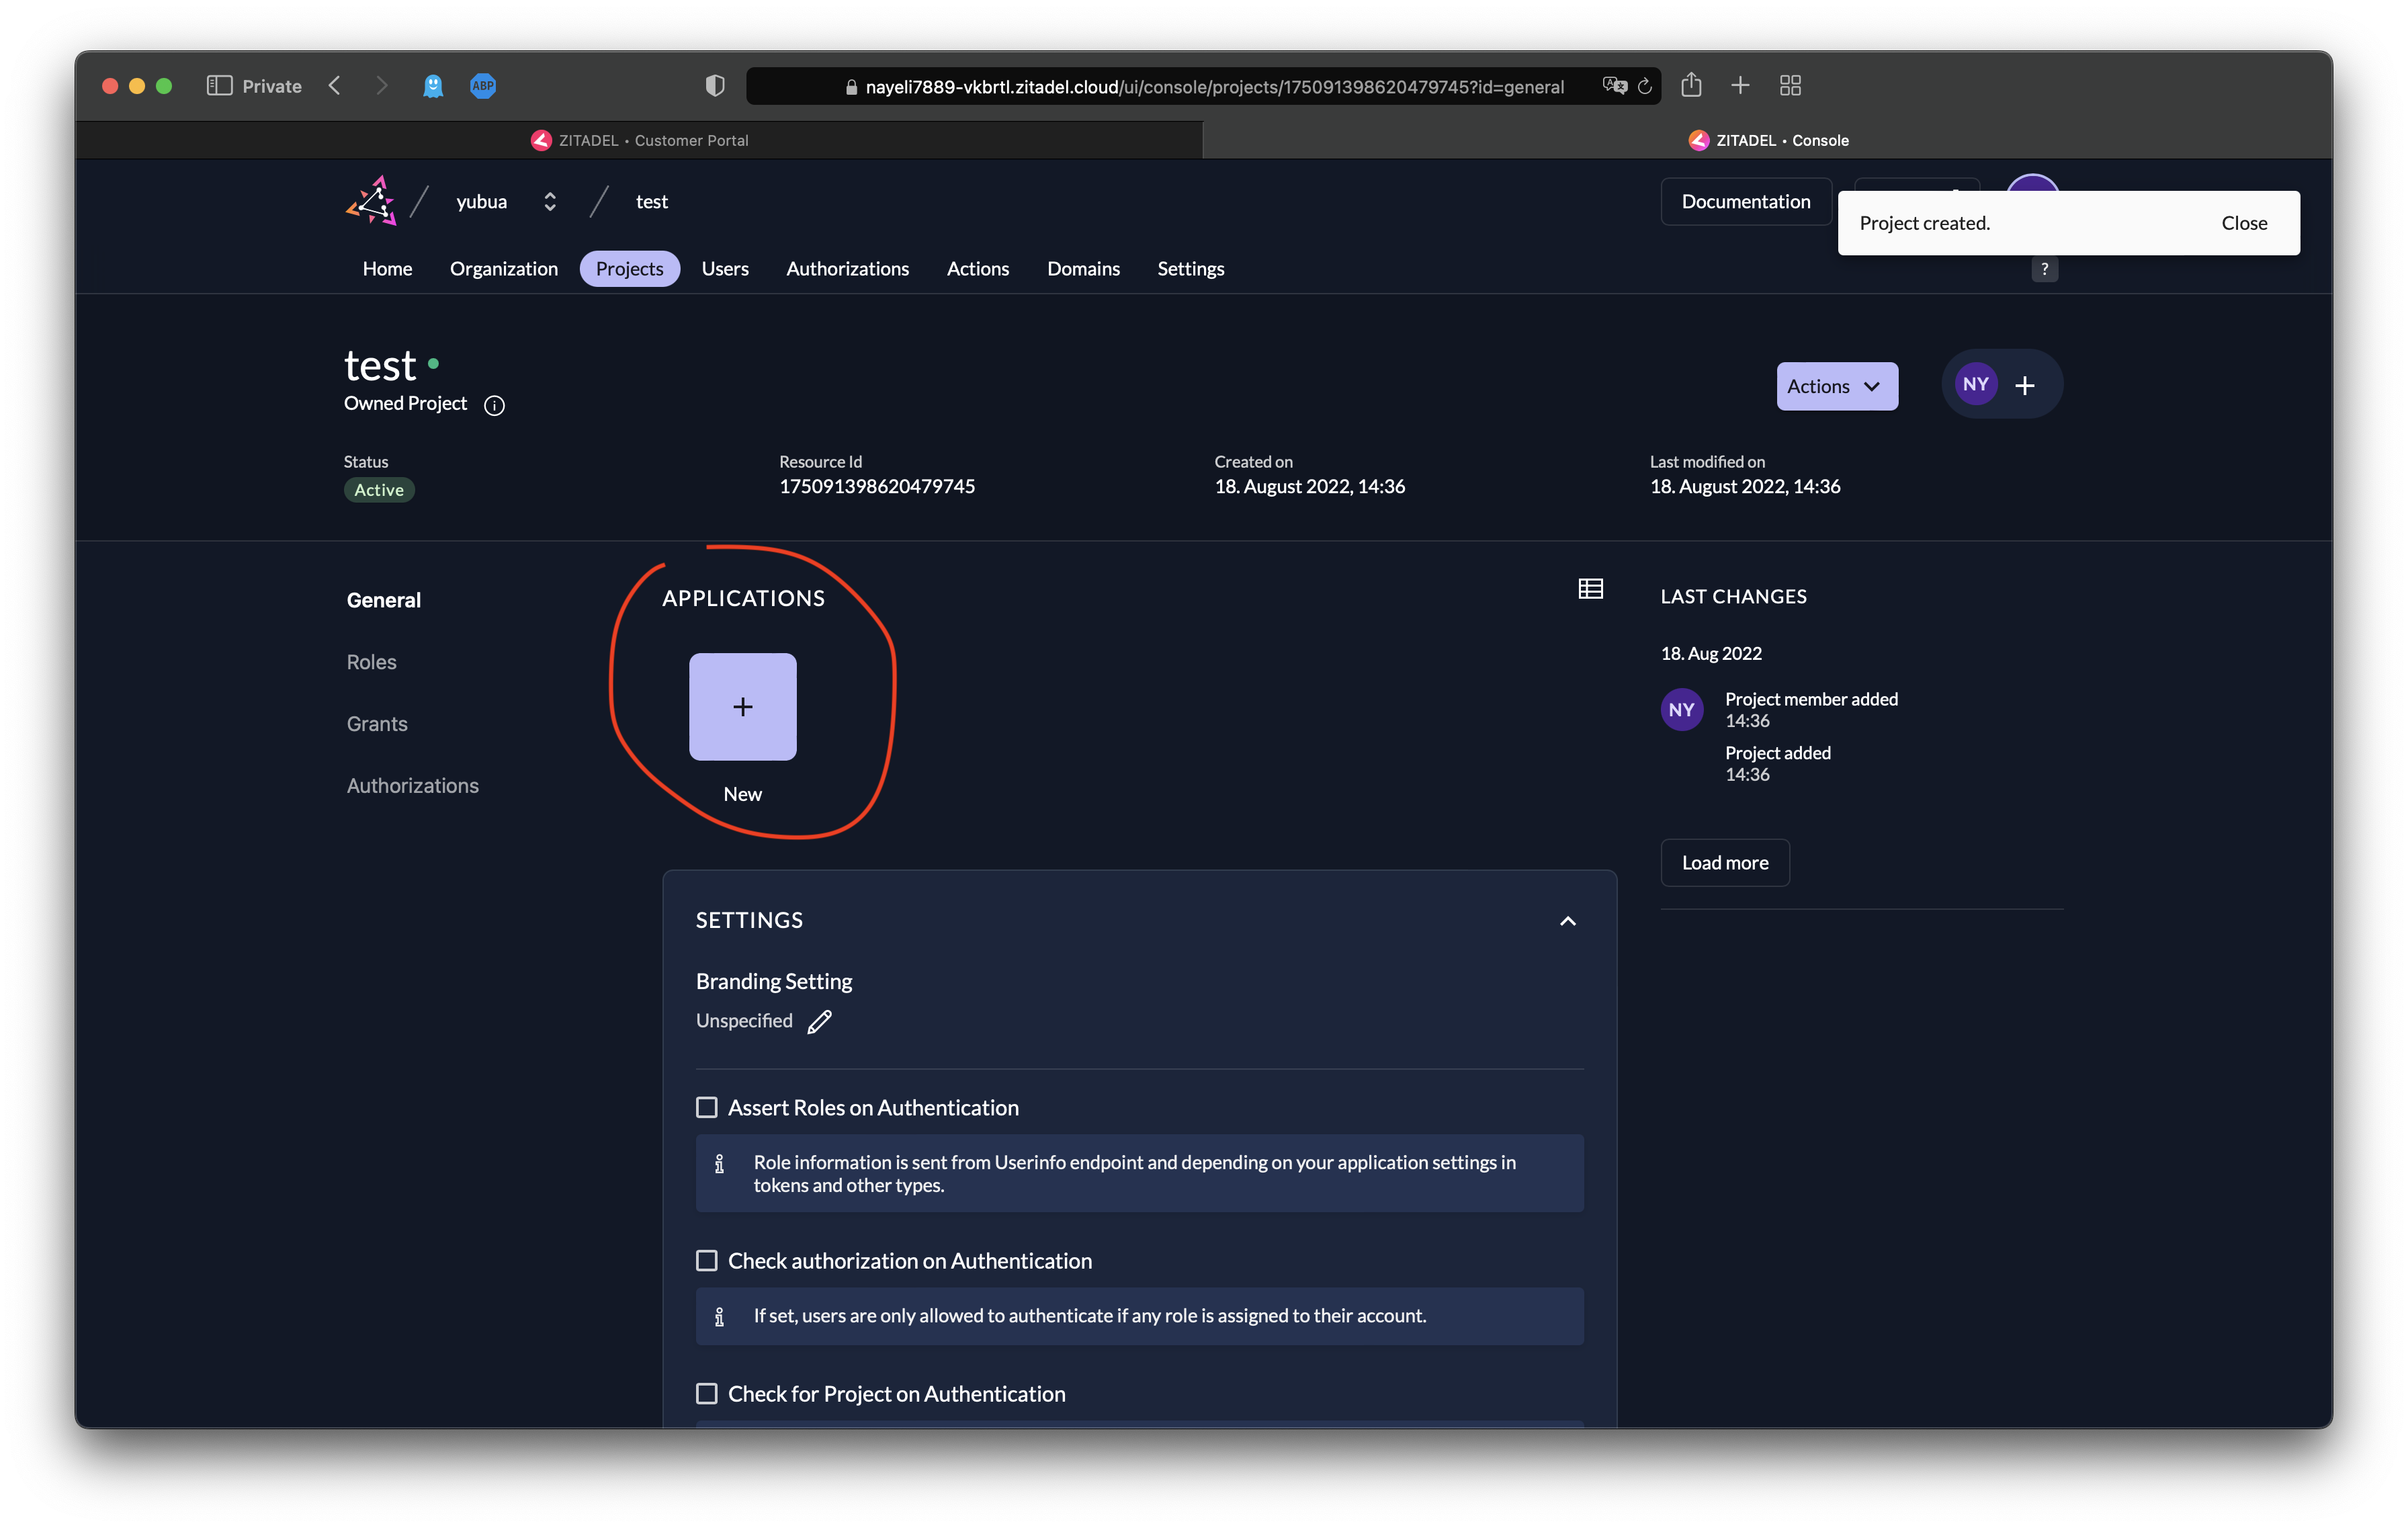 Private
ABP
nayeli7889-vkbrtl.zitadel.cloud/ui/console/projects/175091398620479745?id=general
ZITADEL • Customer Portal
ZITADEL • Console
yubua
test
Documentation
Project created.
Close
Home
Organization
Projects
Users
Authorizations
Actions
Domains
Settings
?
test
Owned Project
Actions
NY
Status
Active
Resource Id
175091398620479745
Created on
18. August 2022, 14:36
Last modified on
18. August 2022, 14:36
General
Roles
Grants
Authorizations
APPLICATIONS
New
SETTINGS
Branding Setting
Unspecified
Assert Roles on Authentication
Role information is sent from Userinfo endpoint and depending on your application settings in
tokens and other types.
Check authorization on Authentication
If set, users are only allowed to authenticate if any role is assigned to their account.
Check for Project on Authentication
LAST CHANGES
18. Aug 2022
NY
Project member added
14:36
Project added
14:36
Load more